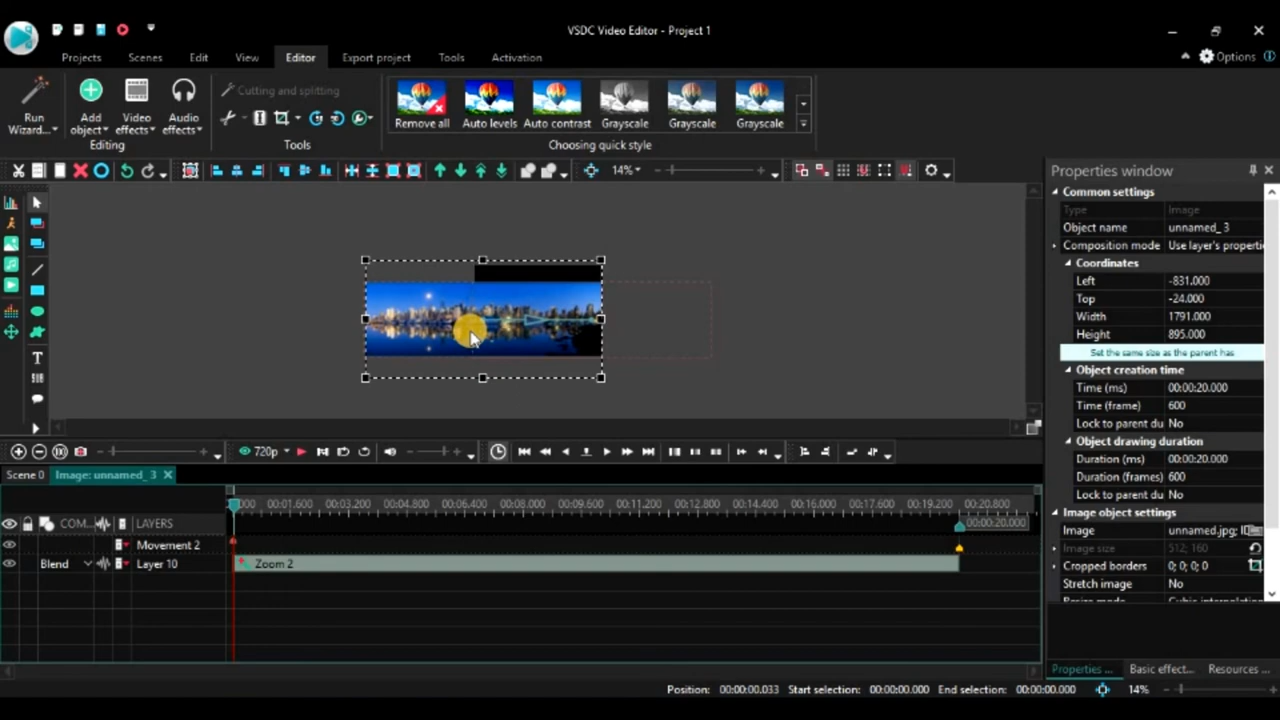 VSDC Video Editor - Project 1
Projects Scenes Edit View Editor Export project Tools Activation Options
Run Wizard... Add object Video effects Audio effects
Editing
Cutting and splitting
Tools
Remove all Auto levels Auto contrast Grayscale Grayscale Grayscale
Choosing quick style
14%
Properties window
Common settings
Type Image
Object name unnamed_ 3
Composition mode Use layer's properti
Coordinates
Left -831.000
Top -24.000
Width 1791.000
Height 895.000
Set the same size as the parent has
Object creation time
Time (ms) 00:00:20.000
Time (frame) 600
Lock to parent du No
Object drawing duration
Duration (ms) 00:00:20.000
Duration (frames) 600
Lock to parent du No
Image object settings
Image unnamed.jpg;
Image size 512; 160
Cropped borders 0; 0; 0; 0
Stretch image No
T
SUB
720p
Scene 0 Image: unnamed_ 3
000 00:01.600 00:03.200 00:04.800 00:06.400 00:08.000 00:09.600 00:11.200 00:12.800 00:14.400 00:16.000 00:17.600 00:19.200 00:20.800
00:00:20.000
COM... LAYERS
Movement 2
Blend Layer 10 Zoom 2
Properties ... Basic effect... Resources ...
Position: 00:00:00.033 Start selection: 00:00:00.000 End selection: 00:00:00.000 14%